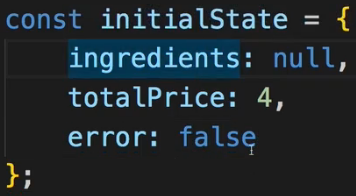 const initialState = {
    ingredients: null,
    totalPrice: 4,
    error: false
};